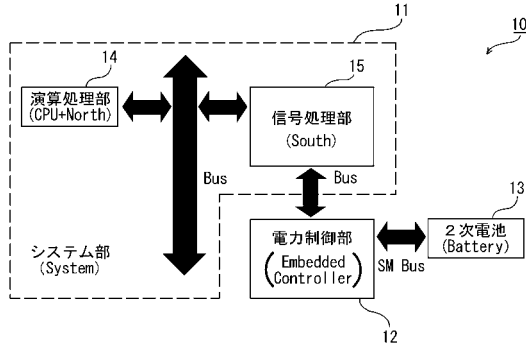 11
10
14
15
演算処理部
(CPU+North)
信号処理部
(South)
Bus
Bus
13
システム部
(System)
電力制御部
(Embedded
Controller)
SM Bus
2次電池
(Battery)
12